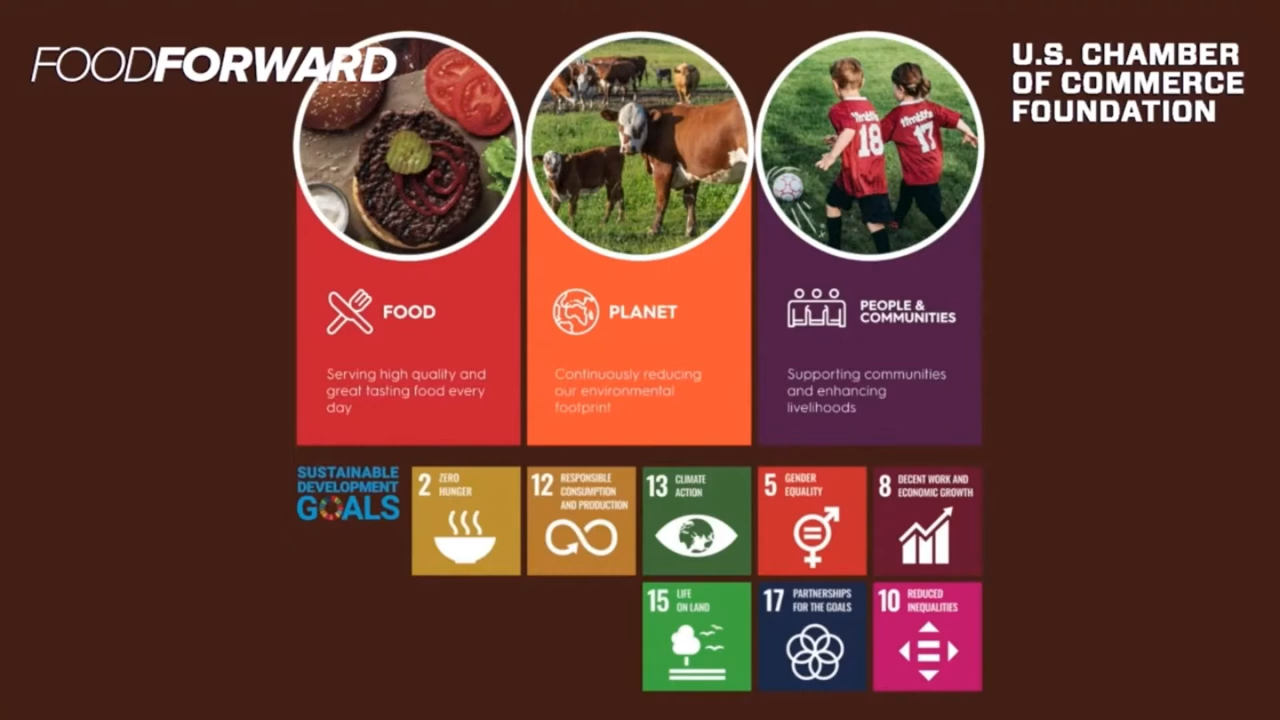 FOODFORWARD
U.S. CHAMBER
OF COMMERCE
FOUNDATION
18
17
FOOD
Serving high quality and
great tasting food every
day
PLANET
Continuously reducing
our environmental
footprint
PEOPLE &
COMMUNITIES
Supporting communities
and enhancing
livelihoods
SUSTAINABLE
DEVELOPMENT
GOALS
2 ZERO
HUNGER
12 RESPONSIBLE
CONSUMPTION
AND PRODUCTION
13 CLIMATE
ACTION
5 GENDER
EQUALITY
8 DECENT WORK AND
ECONOMIC GROWTH
15 LIFE
ON LAND
17 PARTNERSHIPS
FOR THE GOALS
10 REDUCED
INEQUALITIES